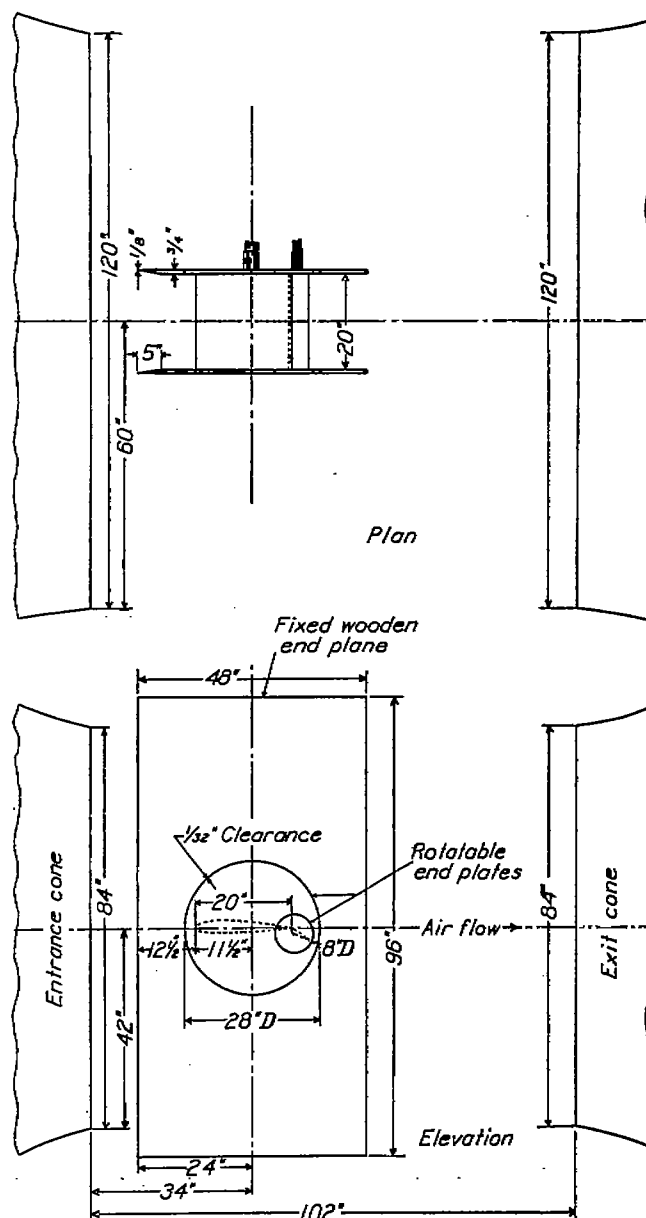 120"
1/8"
3/4"
120"
20"
5"
60"
Plan
Fixed wooden
end plane
48"
1/32" Clearance
Rotatable
end plates
20"
Entrance cone
84"
Air flow
84"
Exit cone
12½"
11½"
8"D
96"
42"
28"D
Elevation
24"
34"
102"